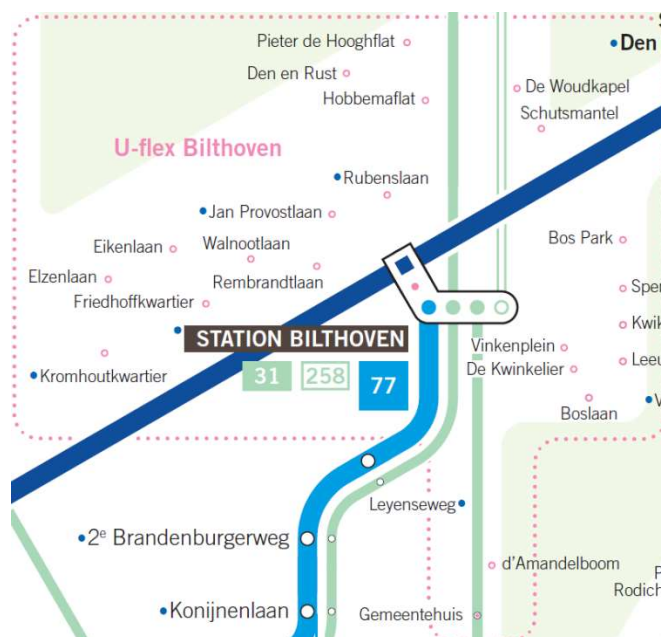 Pieter de Hooghflat
Den
Den en Rust
De Woudkapel
Hobbemaflat
Schutsmantel
U-flex Bilthoven
Rubenslaan
Jan Provostlaan
Walnootlaan
Bos Park
Eikenlaan
Elzenlaan
Rembrandtlaan
Friedhoffkwartier
STATION BILTHOVEN
Vinkenplein
De Kwinkelier
Kromhoutkwartier
31 258 77
Boslaan
Leyenseweg
2e Brandenburgerweg
d'Amandelboom
Konijnenlaan
Gemeentehuis